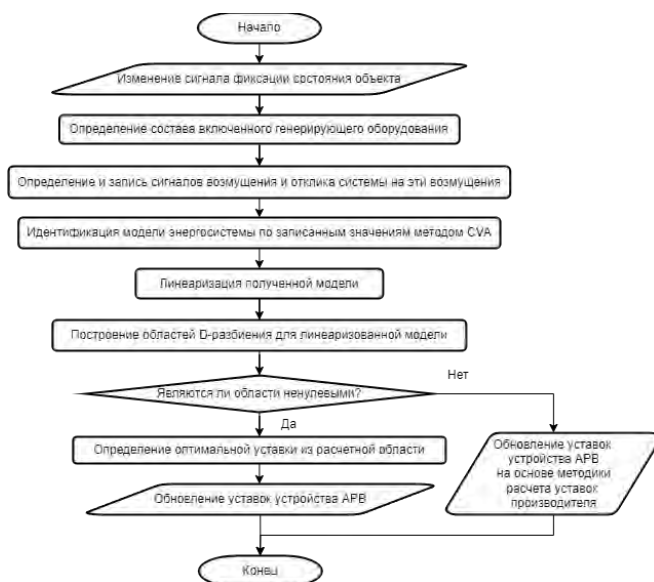 Начало
Изменение сигнала фиксации состояния объекта
Определение состава включенного генерирующего оборудования
Определение и запись сигналов возмущения и отклика системы на эти возмущения
Идентификация модели энергосистемы по записанным значениям методом CVA
Линеаризация полученной модели
Построение областей D-разбиения для линеаризованной модели
Являются ли области ненулевыми?
Нет
Да
Определение оптимальной уставки из расчетной области
Обновление уставок устройства АРВ
Обновление уставок
устройства АРВ
на основе методики
расчета уставок
производителя
Конец